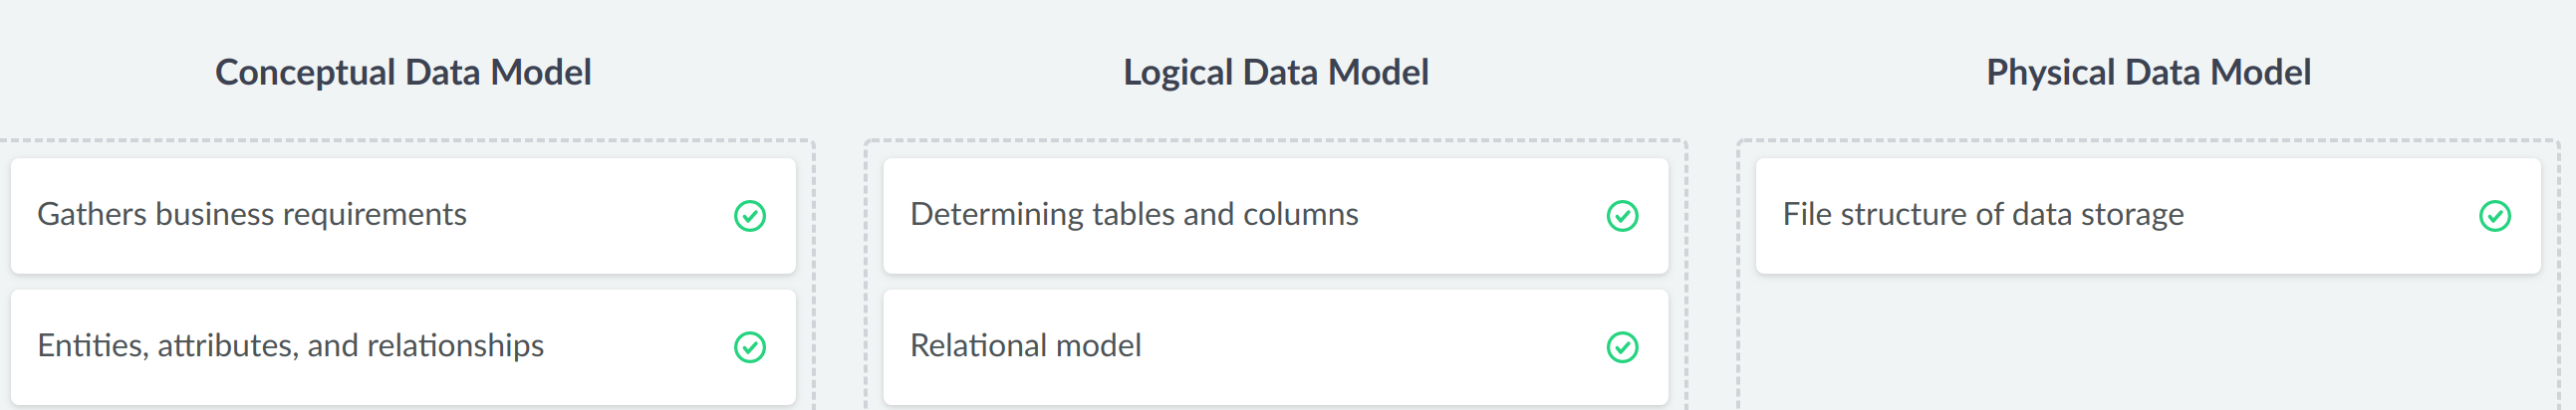 Conceptual Data Model
Logical Data Model
Physical Data Model
Gathers business requirements
Determining tables and columns
File structure of data storage
Entities, attributes, and relationships
Relational model